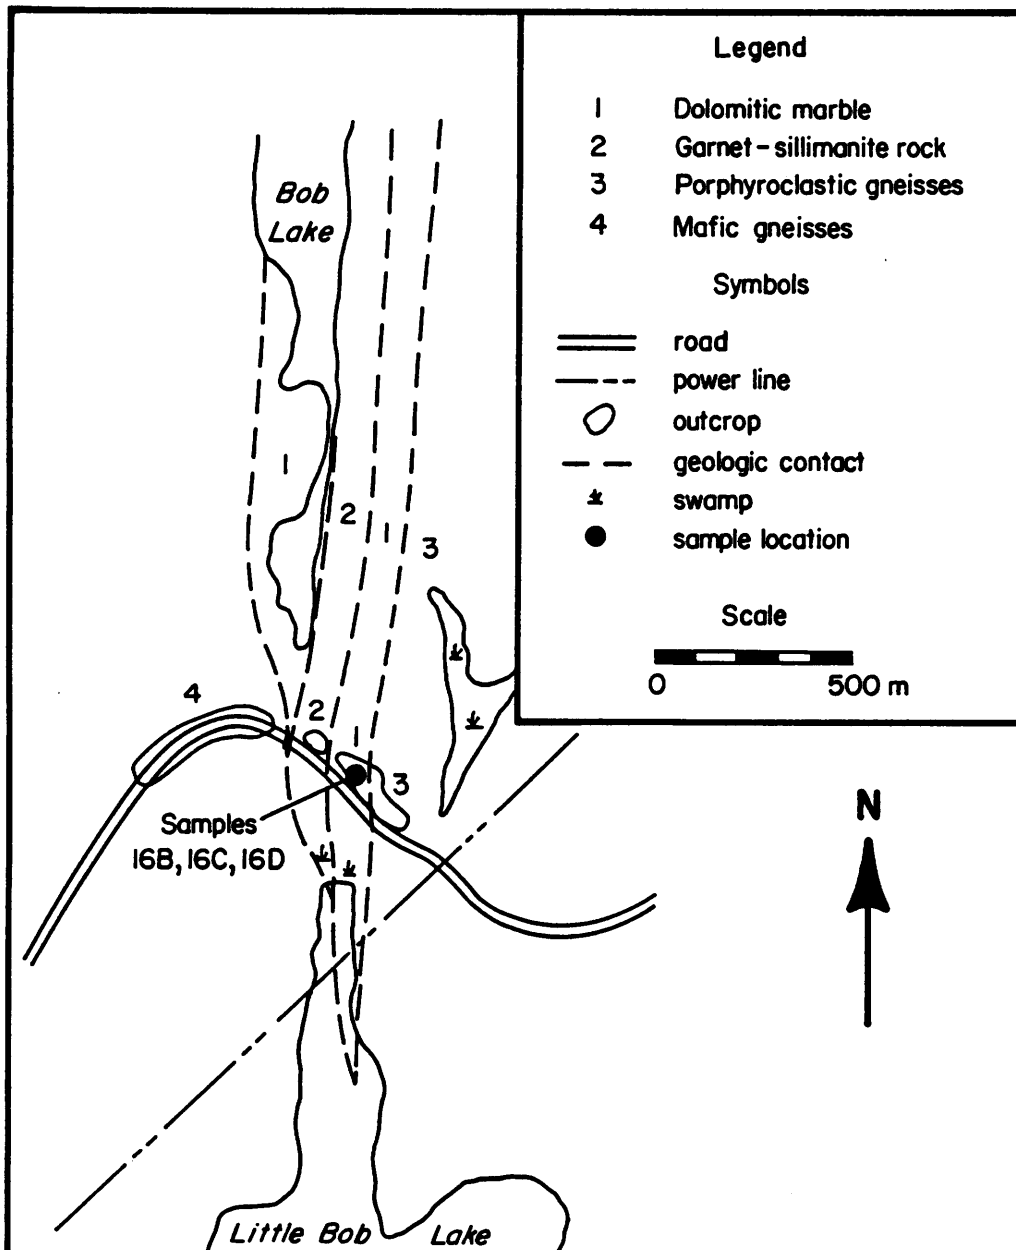 Legend
1 Dolomitic marble
2 Garnet-sillimanite rock
3 Porphyroclastic gneisses
4 Mafic gneisses
Symbols
road
power line
outcrop
geologic contact
swamp
sample location
Scale
0 500 m
Bob
Lake
1
2
1
3
4
2
1
3
Samples
16B, 16C, 16D
N
Little Bob Lake